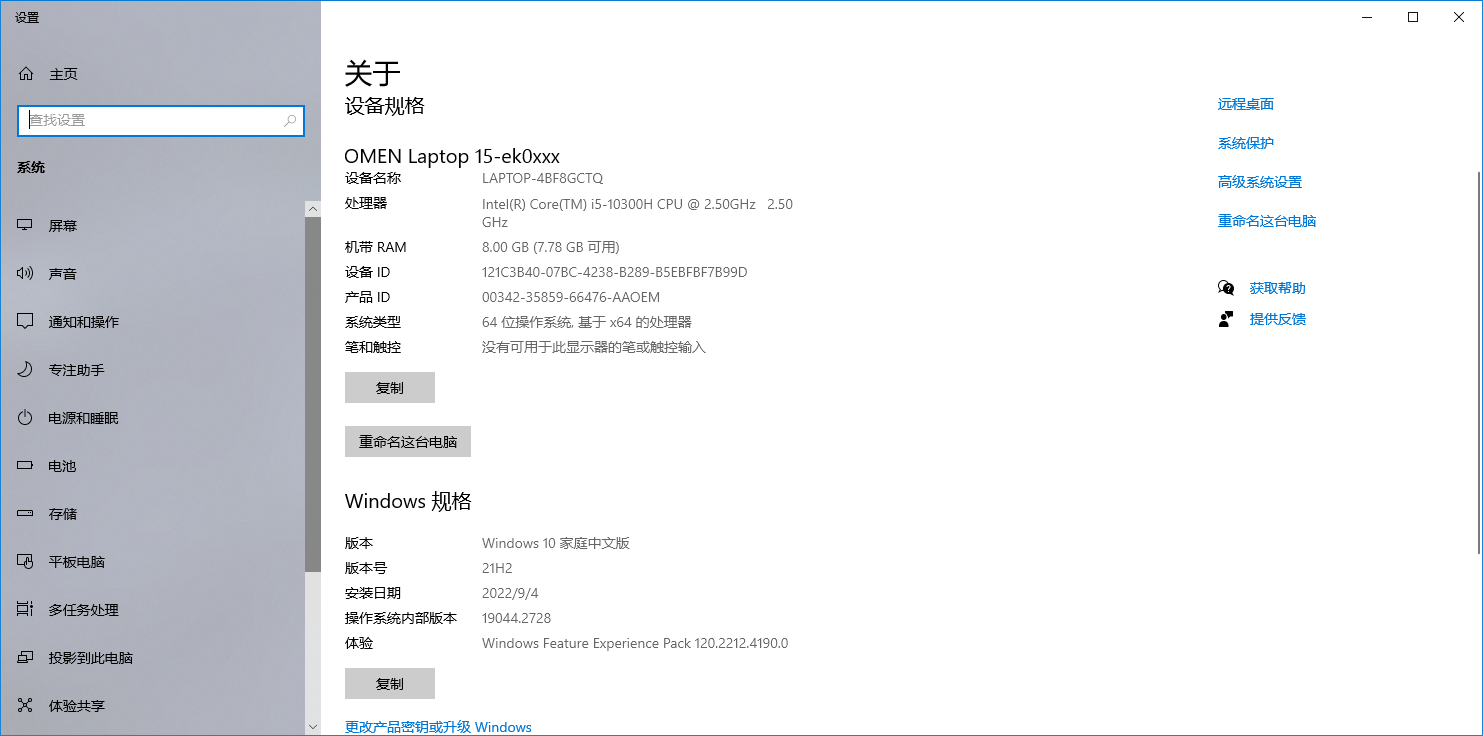 设置
主页
查找设置
系统
屏幕
声音
通知和操作
专注助手
电源和睡眠
电池
存储
平板电脑
多任务处理
投影到此电脑
体验共享
关于
设备规格
OMEN Laptop 15-ek0xxx
设备名称 LAPTOP-4BF8GCTQ
处理器 Intel(R) Core(TM) i5-10300H CPU @ 2.50GHz 2.50
GHz
机带 RAM 8.00 GB (7.78 GB 可用)
设备 ID 121C3B40-07BC-4238-B289-B5EBFBF7B99D
产品 ID 00342-35859-66476-AAOEM
系统类型 64 位操作系统, 基于 x64 的处理器
笔和触控 没有可用于此显示器的笔或触控输入
复制
重命名这台电脑
Windows 规格
版本 Windows 10 家庭中文版
版本号 21H2
安装日期 2022/9/4
操作系统内部版本 19044.2728
体验 Windows Feature Experience Pack 120.2212.4190.0
复制
更改产品密钥或升级 Windows
远程桌面
系统保护
高级系统设置
重命名这台电脑
获取帮助
提供反馈